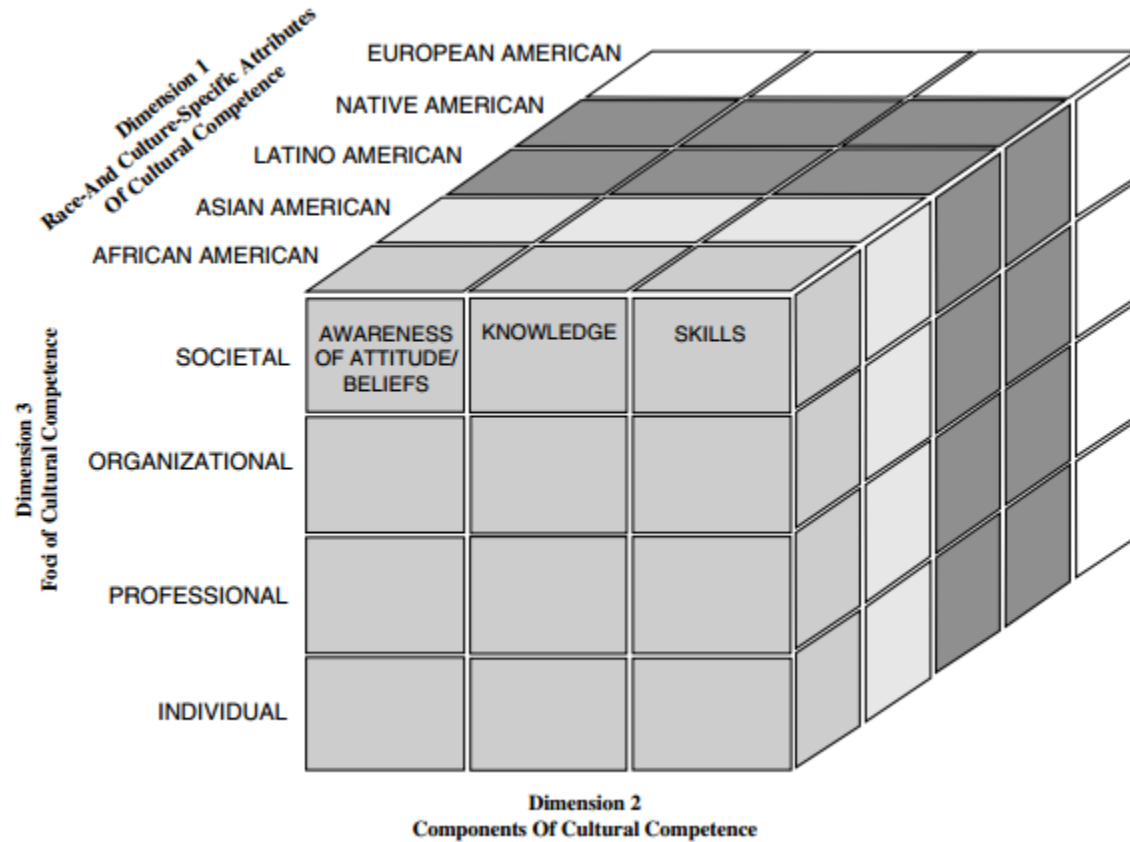 Dimension 1
Race-And Culture-Specific Attributes
Of Cultural Competence
EUROPEAN AMERICAN
NATIVE AMERICAN
LATINO AMERICAN
ASIAN AMERICAN
AFRICAN AMERICAN
Dimension 3
Foci of Cultural Competence
SOCIETAL
ORGANIZATIONAL
PROFESSIONAL
INDIVIDUAL
AWARENESS
OF ATTITUDE/
BELIEFS
KNOWLEDGE
SKILLS
Dimension 2
Components Of Cultural Competence